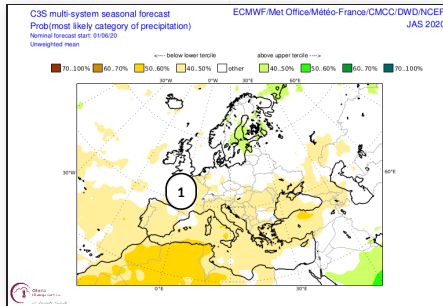 C3S multi-system seasonal forecast
ECMWF/Met Office/Météo-France/CMCC/DWD/NCEP
Prob(most likely category of precipitation)
JAS 2020
Nominal forecast start: 01/06/20
Unweighted mean
<---- below lower tercile
above upper tercile ---->
70..100% 60..70% 50..60% 40..50% other 40..50% 50..60% 60..70% 70..100%
30°W 0°W 30°E 60°E
30°W
60°E
1
0°E 30°E
Climate